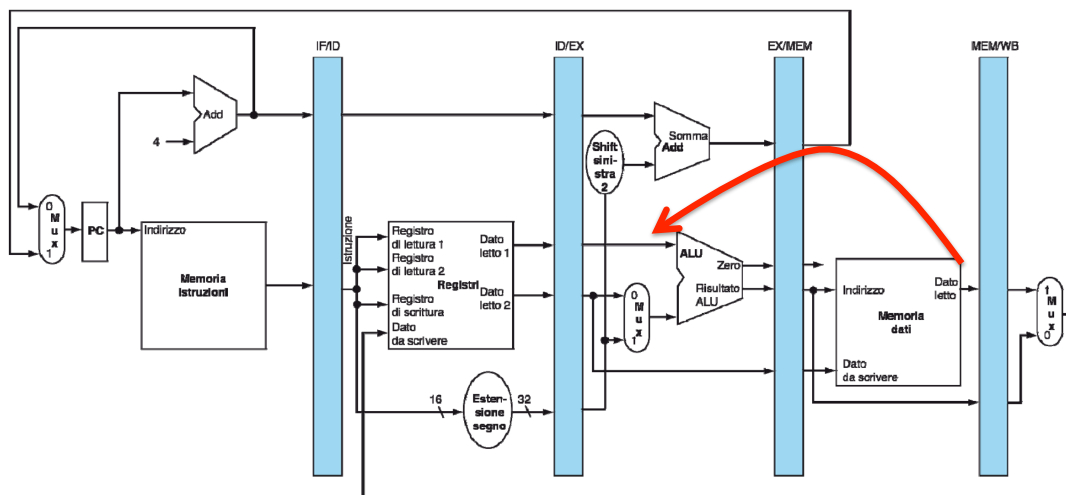 IF/ID
ID/EX
EX/MEM
MEM/WB
Add
4
Shift
sini-
stra
2
Somma
Add
0
M
u
x
1
PC
Indirizzo
Memoria
istruzioni
Istruzione
Registro
di lettura 1
Registro
di lettura 2
Registri
Registro
di scrittura
Dato
da scrivere
Dato
letto 1
Dato
letto 2
0
M
u
x
1
ALU
Zero
Risultato
ALU
Indirizzo
Dato
letto
Memoria
dati
Dato
da scrivere
1
M
u
x
0
16
Esten-
sione
segno
32